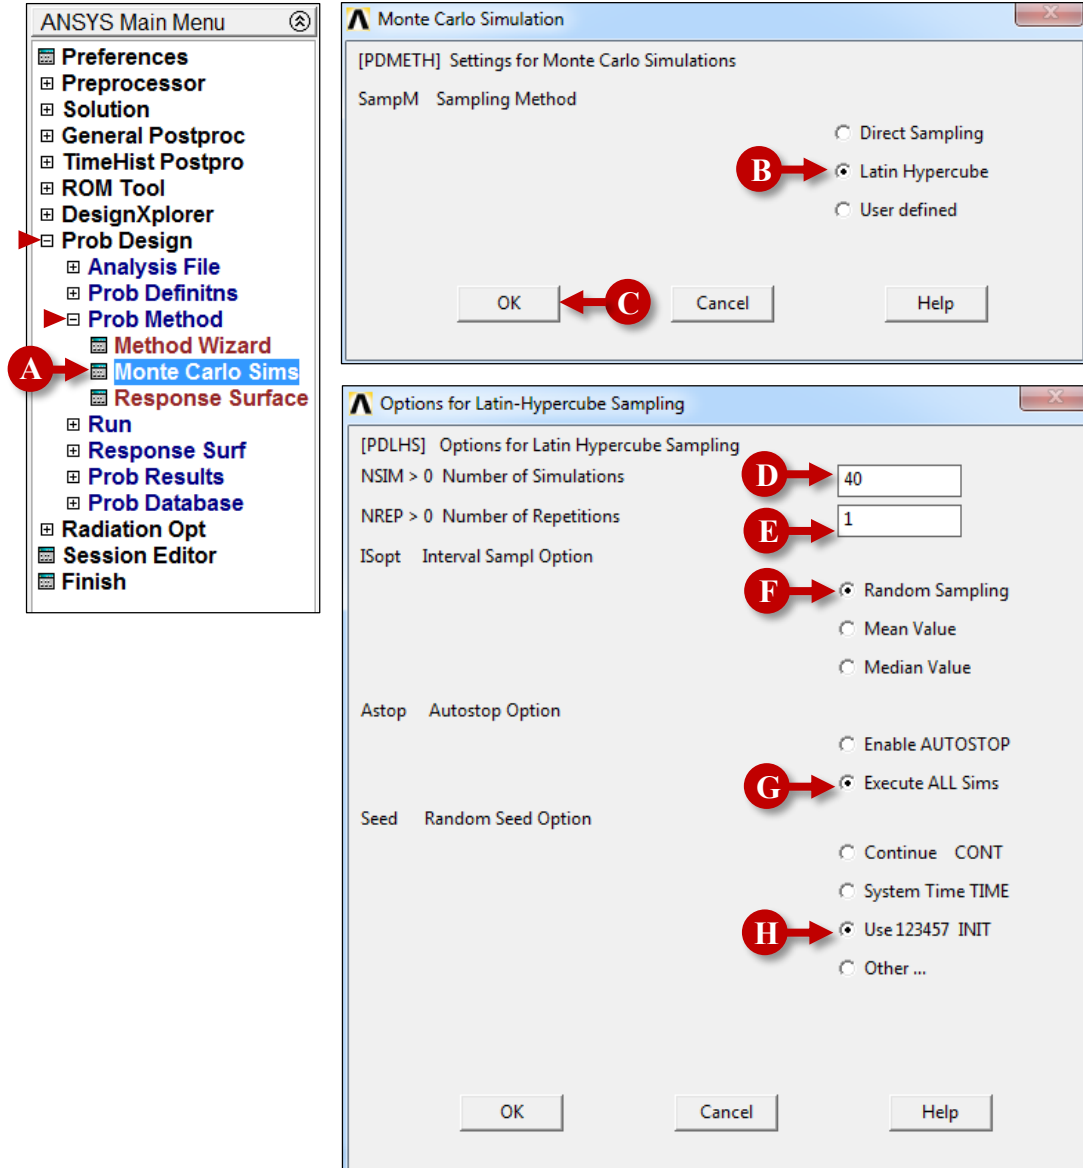 ANSYS Main Menu
Preferences
Preprocessor
Solution
General Postproc
TimeHist Postpro
ROM Tool
DesignXplorer
Prob Design
Analysis File
Prob Definitns
Prob Method
Method Wizard
A Monte Carlo Sims
Response Surface
Run
Response Surf
Prob Results
Prob Database
Radiation Opt
Session Editor
Finish
Monte Carlo Simulation
[PDMETH] Settings for Monte Carlo Simulations
SampM Sampling Method
Direct Sampling
B Latin Hypercube
User defined
OK C Cancel Help
Options for Latin-Hypercube Sampling
[PDLHS] Options for Latin Hypercube Sampling
NSIM > 0 Number of Simulations D 40
NREP > 0 Number of Repetitions E 1
ISopt Interval Sampl Option
F Random Sampling
Mean Value
Median Value
Astop Autostop Option
Enable AUTOSTOP
G Execute ALL Sims
Seed Random Seed Option
Continue CONT
System Time TIME
H Use 123457 INIT
Other ...
OK Cancel Help